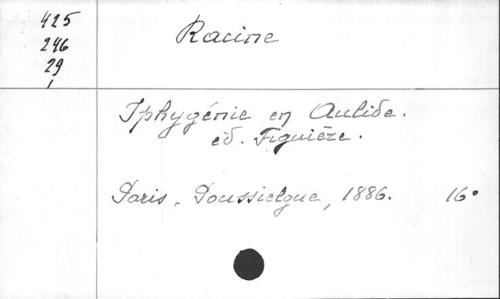 425
246
29
1
Racine
Iphygénie en Aulide.
éd. Figuière.
Paris, Poussielgue, 1886. 16°